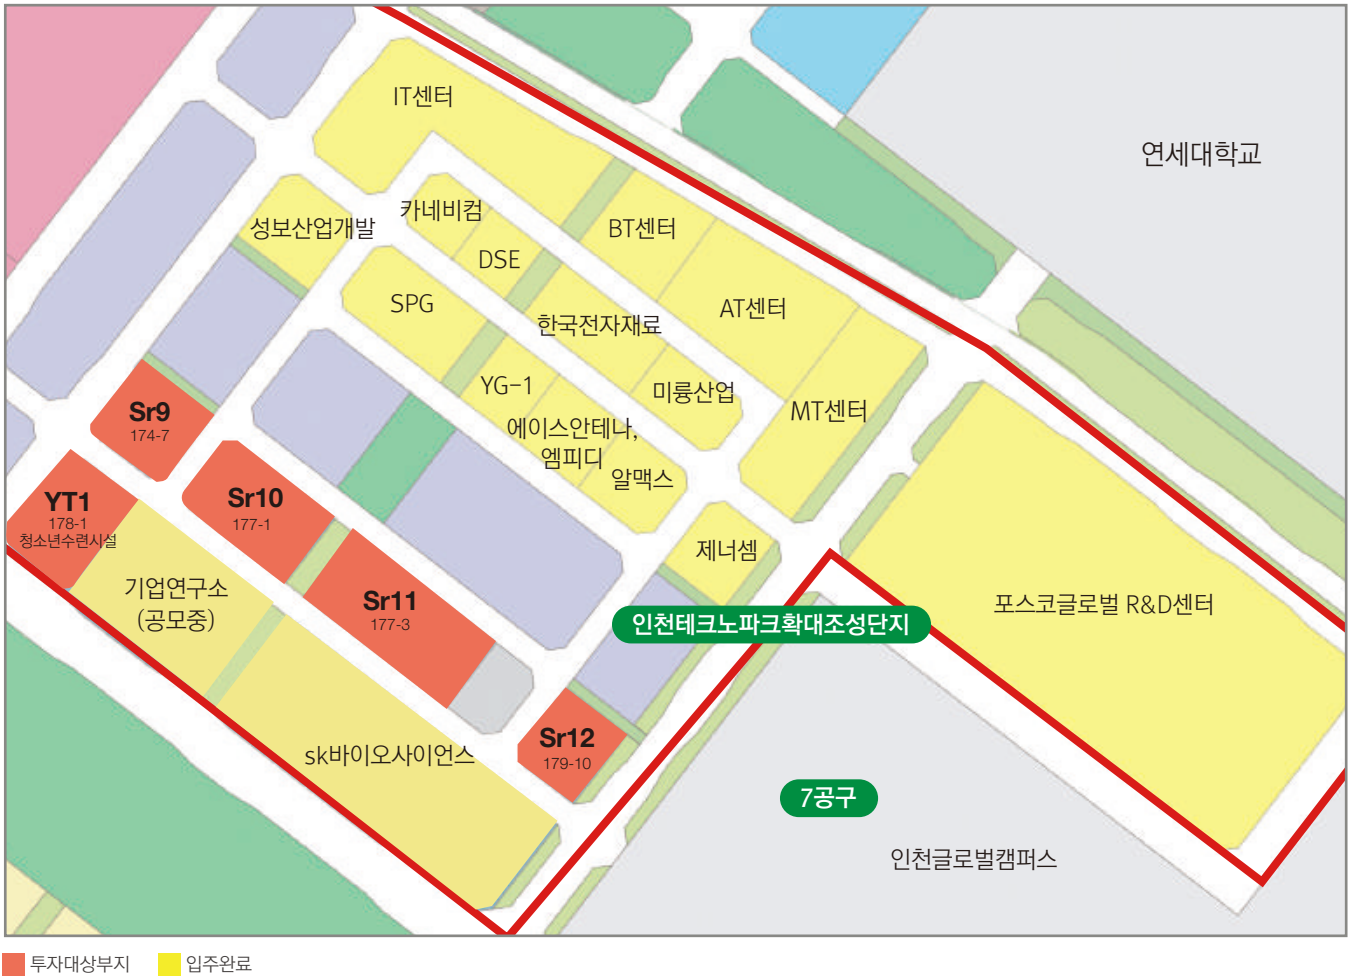 IT센터
연세대학교
카네비컴
성보산업개발
BT센터
DSE
SPG
AT센터
한국전자재료
YG-1
미륭산업
MT센터
에이스안테나,
엠피디
알맥스
Sr9
174-7
Sr10
177-1
YT1
178-1
청소년수련시설
제너셈
기업연구소
(공모중)
Sr11
177-3
인천테크노파크확대조성단지
포스코글로벌 R&D센터
sk바이오사이언스
Sr12
179-10
7공구
인천글로벌캠퍼스
투자대상부지
입주완료